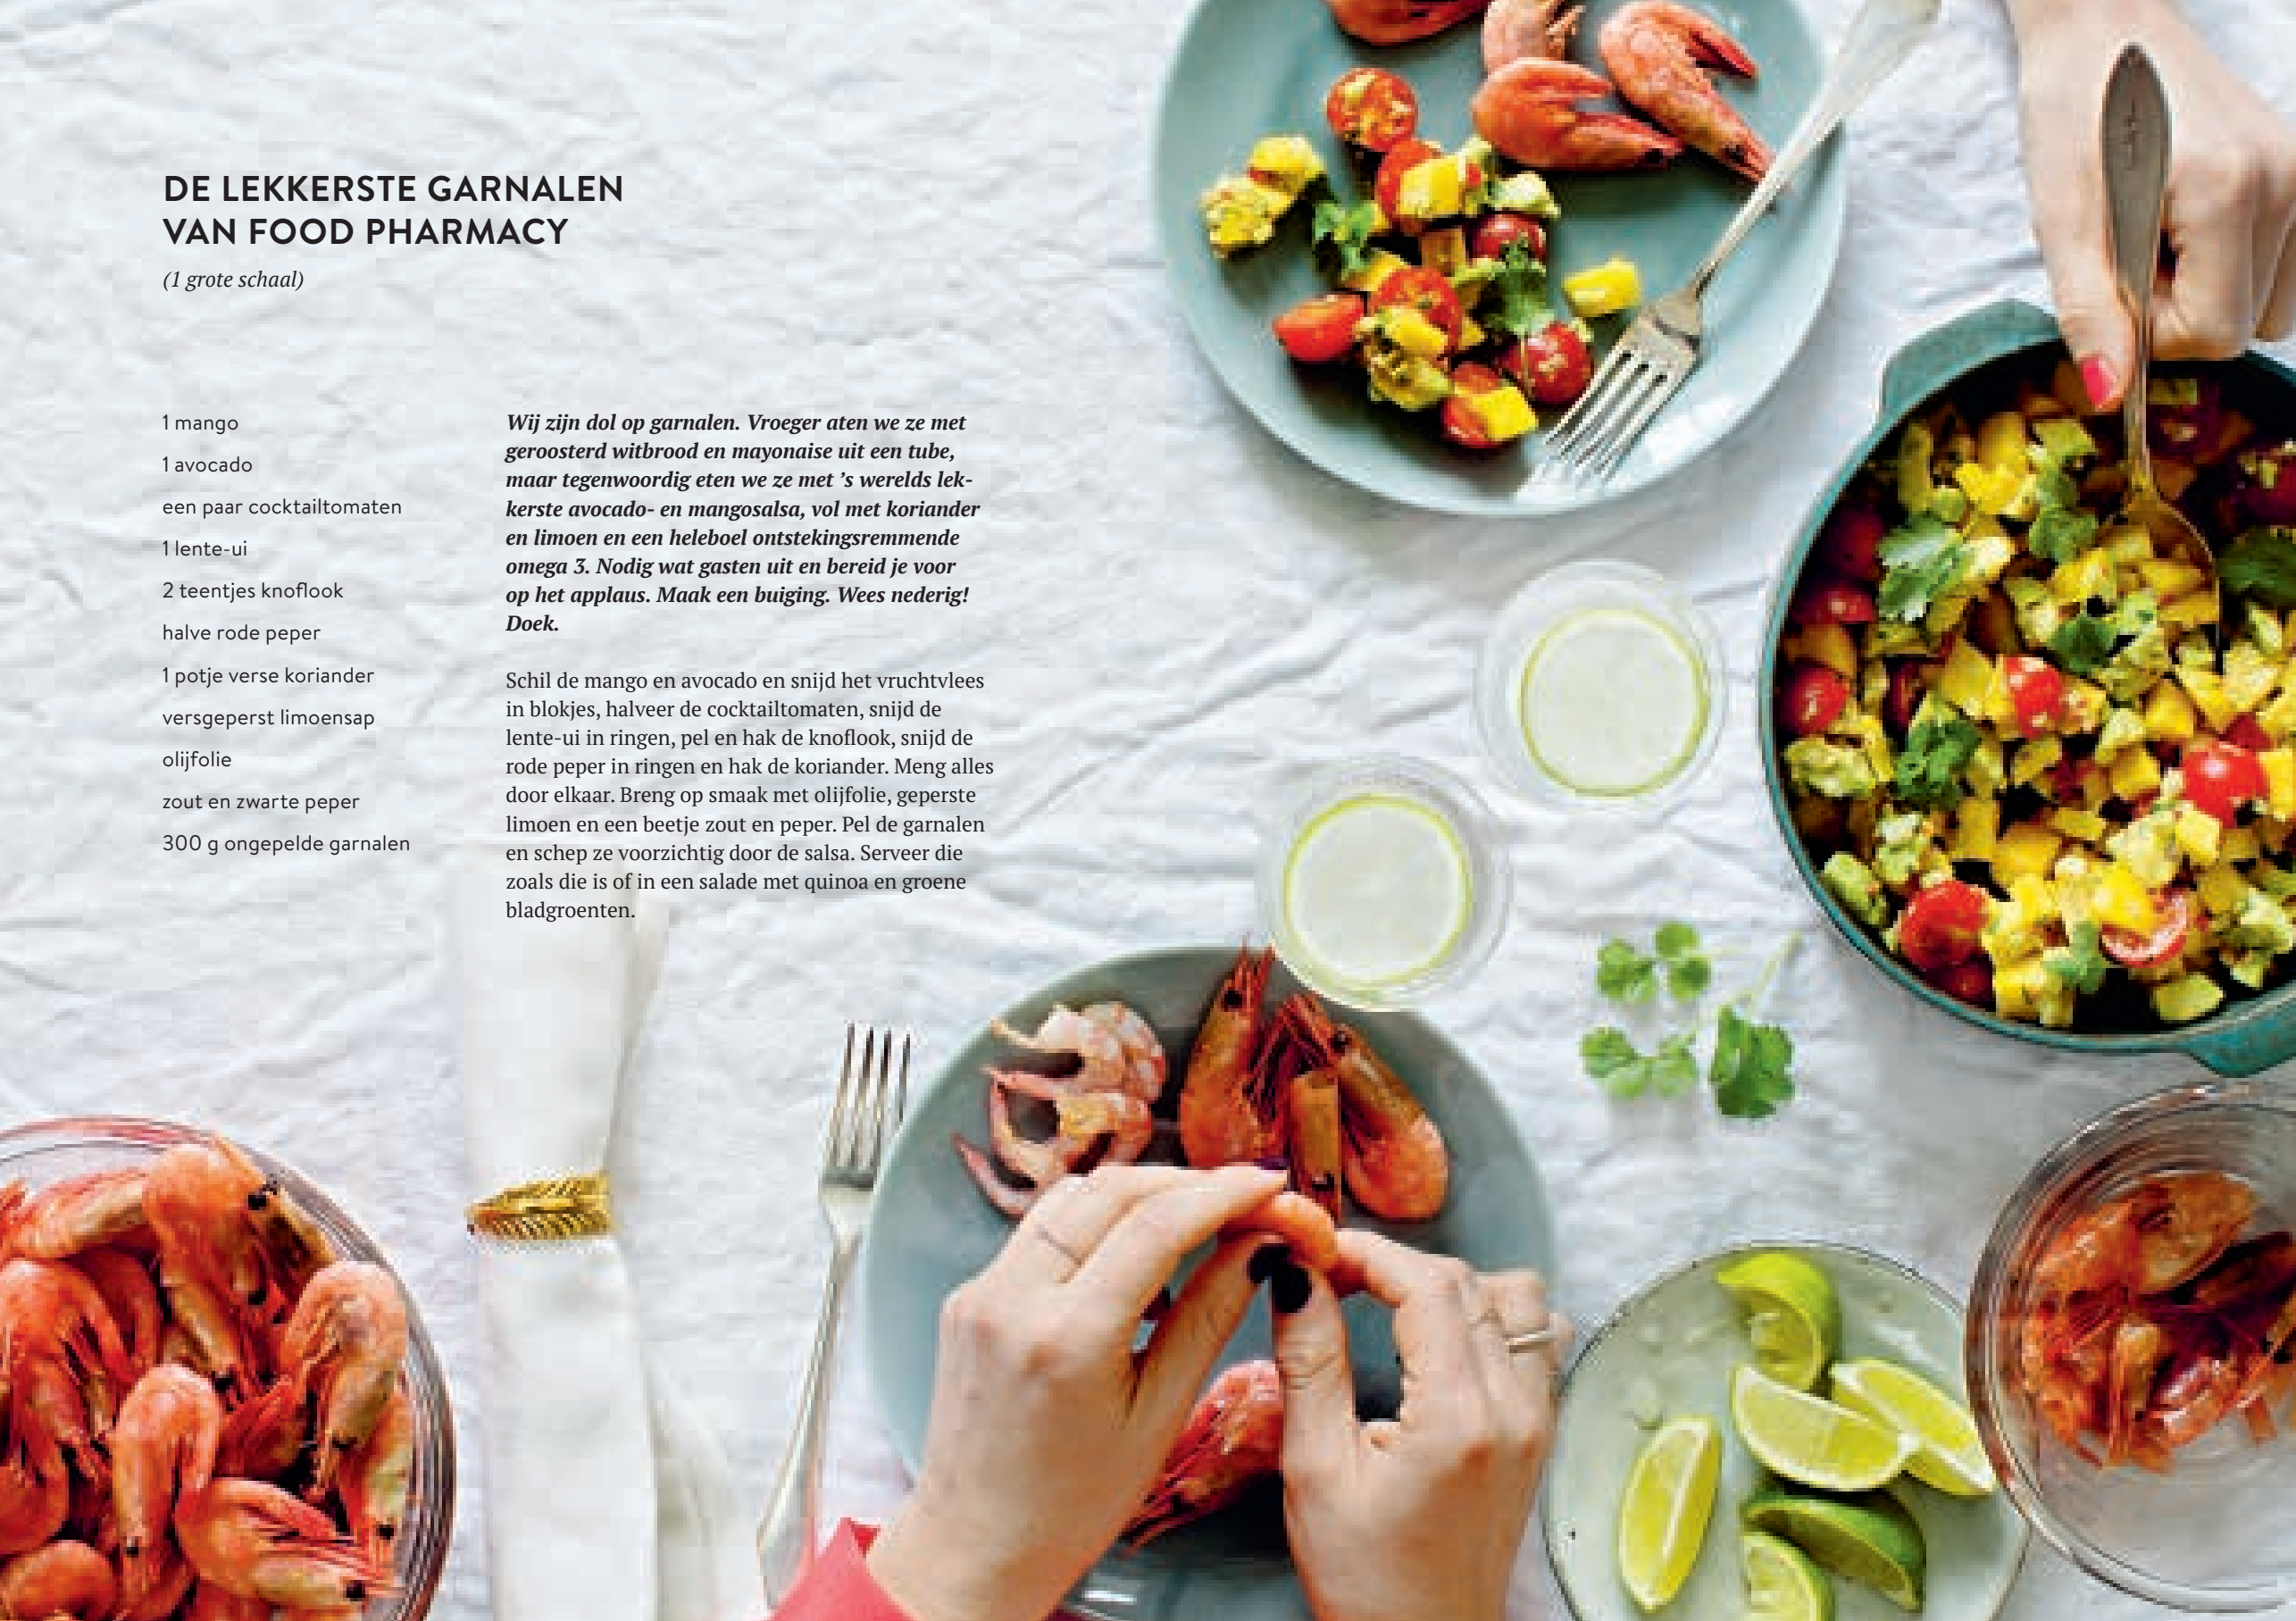 DE LEKKERSTE GARNALEN
VAN FOOD PHARMACY
(1 grote schaal)
1 mango
1 avocado
een paar cocktailtomaten
1 lente-ui
2 teentjes knoflook
halve rode peper
1 potje verse koriander
versgeperst limoensap
olijfolie
zout en zwarte peper
300 g ongepelde garnalen
Wij zijn dol op garnalen. Vroeger aten we ze met
geroosterd witbrood en mayonaise uit een tube,
maar tegenwoordig eten we ze met ’s werelds lek-
kerste avocado- en mangosalsa, vol met koriander
en limoen en een heleboel ontstekingsremmende
omega 3. Nodig wat gasten uit en bereid je voor
op het applaus. Maak een buiging. Wees nederig!
Doek.
Schil de mango en avocado en snijd het vruchtvlees
in blokjes, halveer de cocktailtomaten, snijd de
lente-ui in ringen, pel en hak de knoflook, snijd de
rode peper in ringen en hak de koriander. Meng alles
door elkaar. Breng op smaak met olijfolie, geperste
limoen en een beetje zout en peper. Pel de garnalen
en schep ze voorzichtig door de salsa. Serveer die
zoals die is of in een salade met quinoa en groene
bladgroenten.